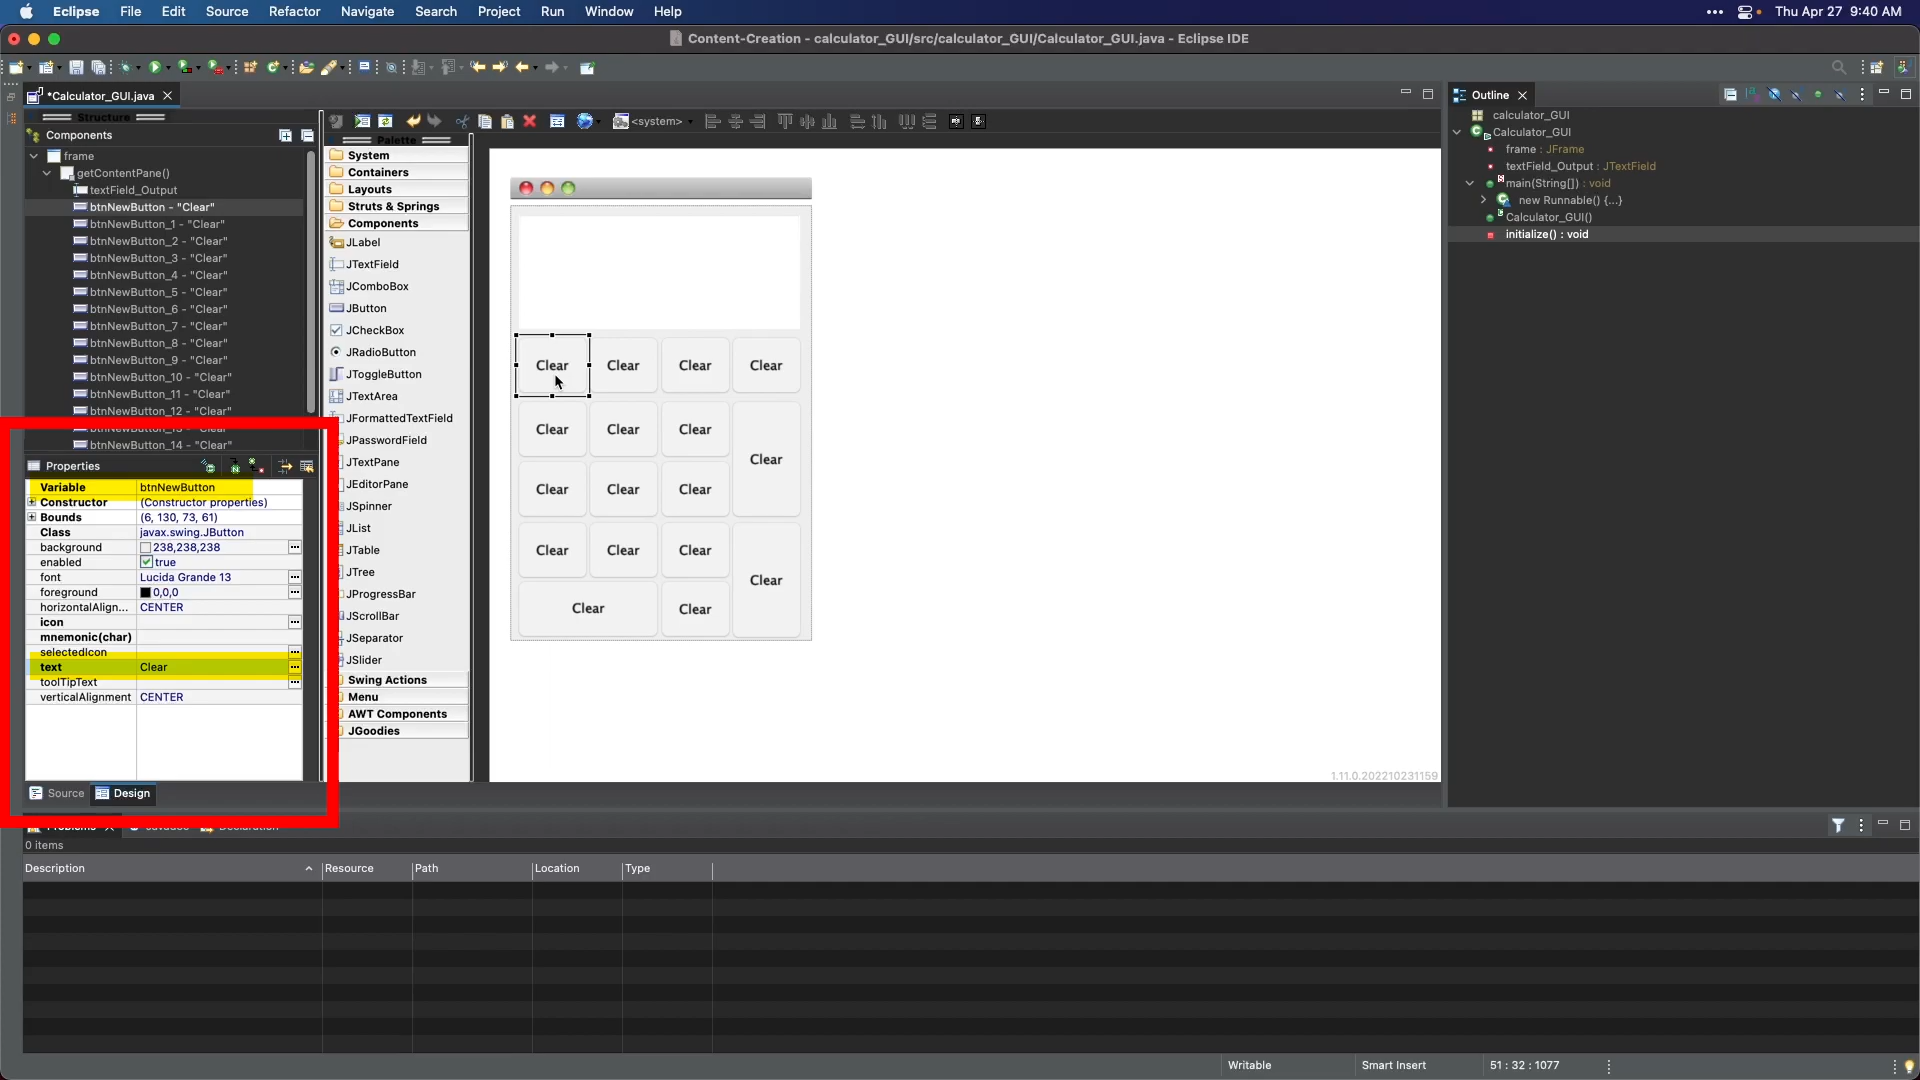 Eclipse File Edit Source Refactor Navigate Search Project Run Window Help
Thu Apr 27 9:40 AM
Content-Creation - calculator_GUI/src/calculator_GUI/Calculator_GUI.java - Eclipse IDE
*Calculator_GUI.java
Structure
Components
frame
getContentPane()
textField_Output
btnNewButton - "Clear"
btnNewButton_1 - "Clear"
btnNewButton_2 - "Clear"
btnNewButton_3 - "Clear"
btnNewButton_4 - "Clear"
btnNewButton_5 - "Clear"
btnNewButton_6 - "Clear"
btnNewButton_7 - "Clear"
btnNewButton_8 - "Clear"
btnNewButton_9 - "Clear"
btnNewButton_10 - "Clear"
btnNewButton_11 - "Clear"
btnNewButton_12 - "Clear"
btnNewButton_13 - "Clear"
btnNewButton_14 - "Clear"
Properties
Variable btnNewButton
Constructor (Constructor properties)
Bounds (6, 130, 73, 61)
Class javax.swing.JButton
background 238,238,238
enabled true
font Lucida Grande 13
foreground 0,0,0
horizontalAlign... CENTER
icon
mnemonic(char)
selectedIcon
text Clear
toolTipText
verticalAlignment CENTER
Source Design
<system>
Palette
System
Containers
Layouts
Struts & Springs
Components
JLabel
JTextField
JComboBox
JButton
JCheckBox
JRadioButton
JToggleButton
JTextArea
JFormattedTextField
JPasswordField
JTextPane
JEditorPane
JSpinner
JList
JTable
JTree
JProgressBar
JScrollBar
JSeparator
JSlider
Swing Actions
Menu
AWT Components
JGoodies
Clear Clear Clear Clear
Clear Clear Clear
Clear
Clear Clear Clear
Clear Clear Clear
Clear
Clear Clear
1.11.0.202210231159
Outline
calculator_GUI
Calculator_GUI
frame : JFrame
textField_Output : JTextField
main(String[]) : void
new Runnable() {...}
Calculator_GUI()
initialize() : void
Problems Javadoc Declaration
0 items
Description Resource Path Location Type
Writable Smart Insert 51 : 32 : 1077